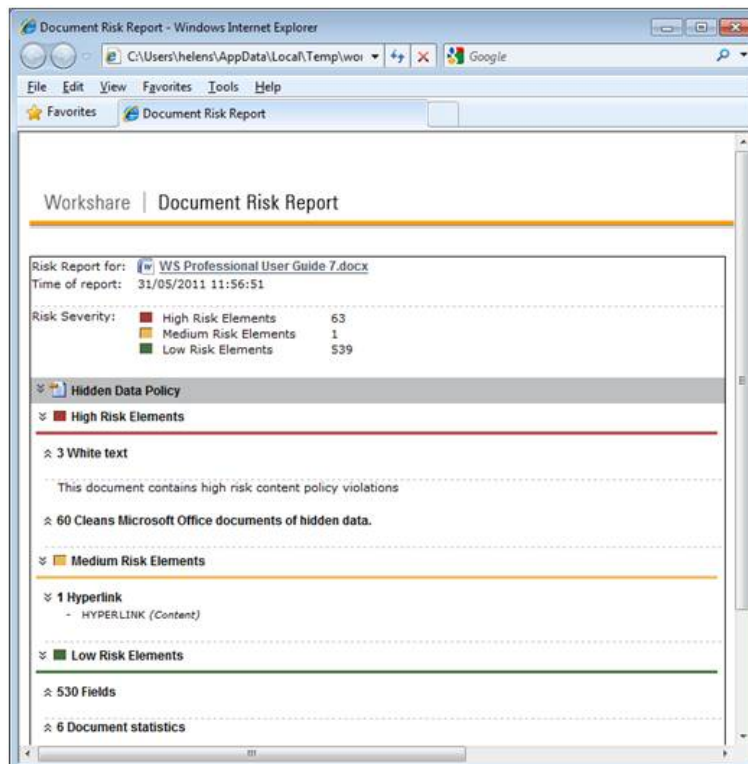 Document Risk Report - Windows Internet Explorer
C:\Users\helens\AppData\Local\Temp\wor
Google
File Edit View Favorites Tools Help
Favorites
Document Risk Report
Workshare | Document Risk Report
Risk Report for: WS Professional User Guide 7.docx
Time of report: 31/05/2011 11:56:51
Risk Severity: High Risk Elements 63
Medium Risk Elements 1
Low Risk Elements 539
Hidden Data Policy
High Risk Elements
3 White text
This document contains high risk content policy violations
60 Cleans Microsoft Office documents of hidden data.
Medium Risk Elements
1 Hyperlink
- HYPERLINK (Content)
Low Risk Elements
530 Fields
6 Document statistics